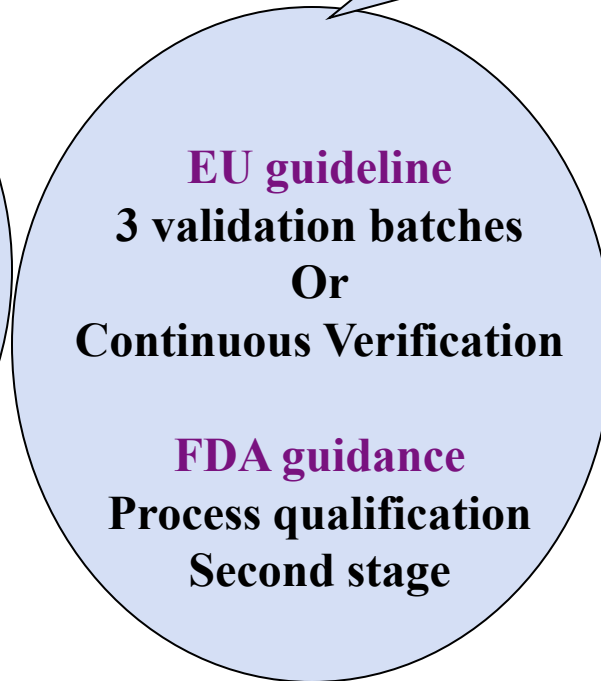 EU guideline
3 validation batches
Or
Continuous Verification
FDA guidance
Process qualification
Second stage